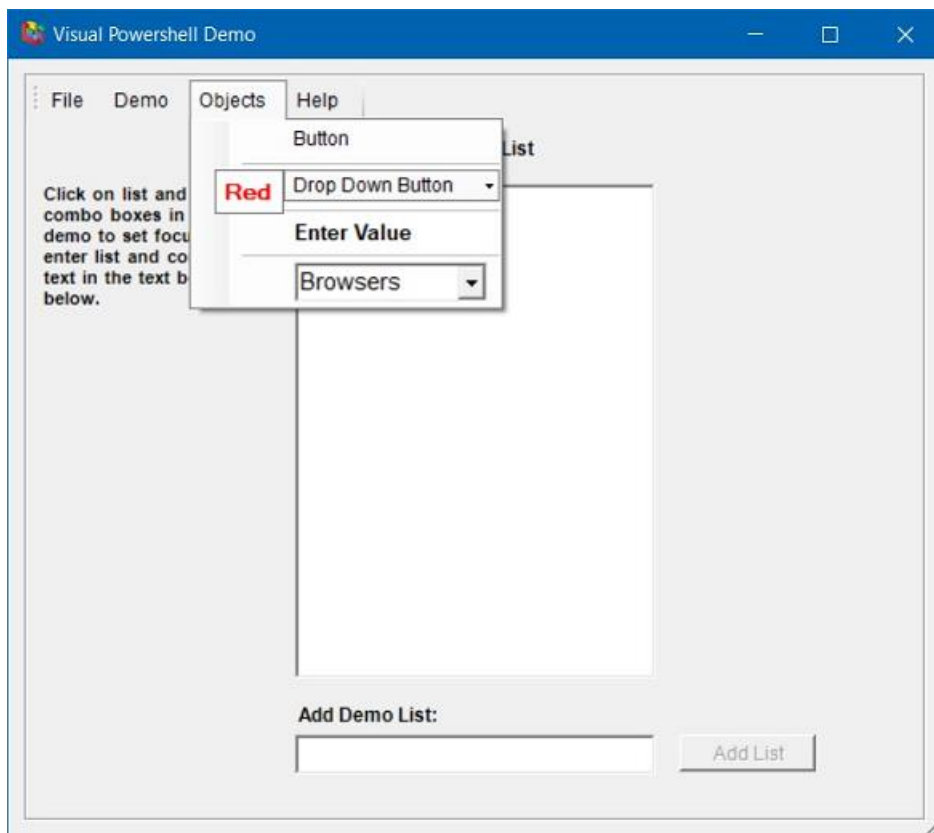 Visual Powershell Demo
File Demo Objects Help
Button
List
Red Drop Down Button
Enter Value
Browsers
Click on list and
combo boxes in
demo to set focu
enter list and co
text in the text b
below.
Add Demo List:
Add List